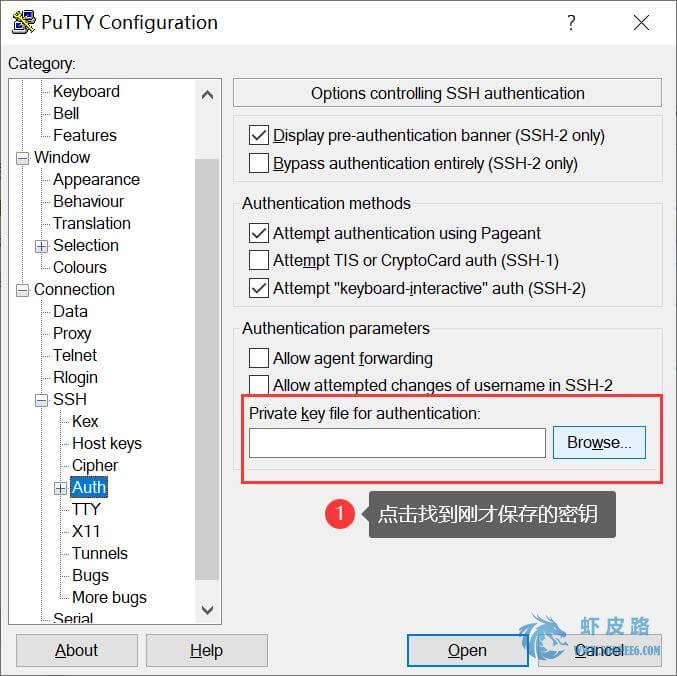 PuTTY Configuration
?
Category:
Keyboard
Bell
Features
Window
Appearance
Behaviour
Translation
Selection
Colours
Connection
Data
Proxy
Telnet
Rlogin
SSH
Kex
Host keys
Cipher
Auth
TTY
X11
Tunnels
Bugs
More bugs
Serial
Options controlling SSH authentication
Display pre-authentication banner (SSH-2 only)
Bypass authentication entirely (SSH-2 only)
Authentication methods
Attempt authentication using Pageant
Attempt TIS or CryptoCard auth (SSH-1)
Attempt "keyboard-interactive" auth (SSH-2)
Authentication parameters
Allow agent forwarding
Allow attempted changes of username in SSH-2
Private key file for authentication:
Browse...
1 点击找到刚才保存的密钥
About
Help
Open
Cancel
虾皮路